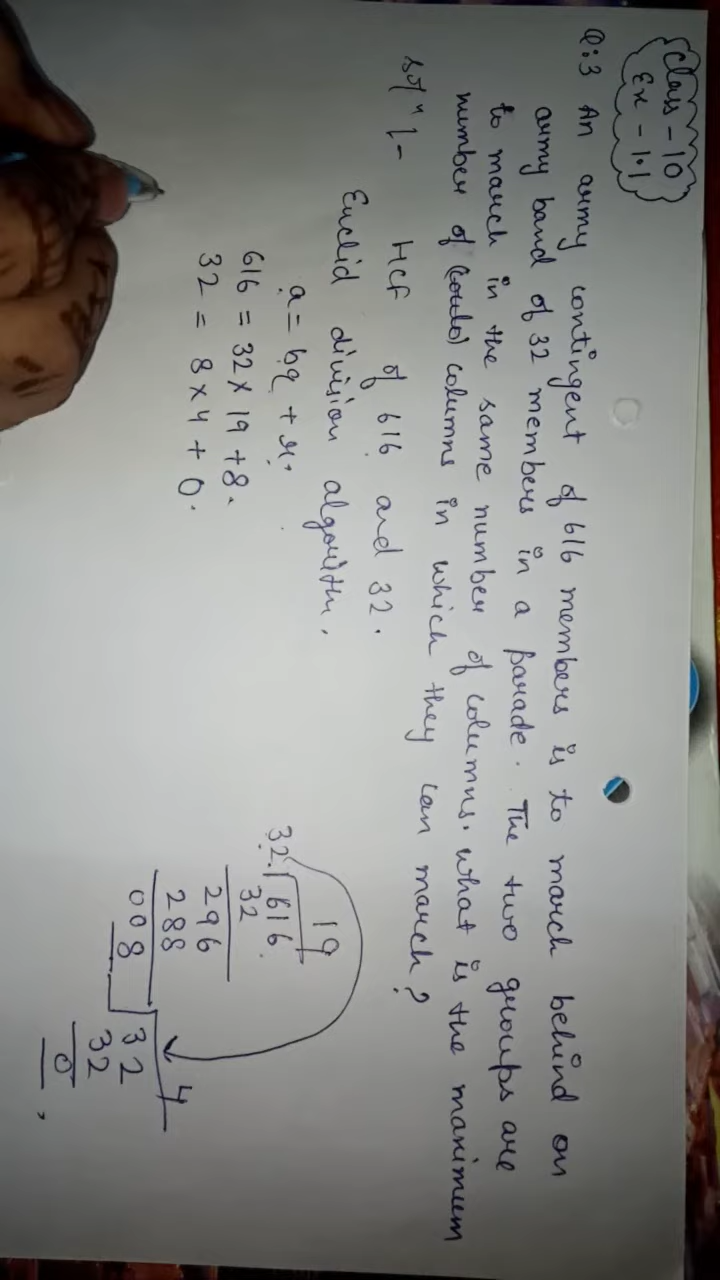 Class - 10
Ex - 1.1
Q:3 An army contingent of 616 members is to march behind on
army band of 32 members in a parade. The two groups are
to march in the same number of columns. what is the maximum
number of (could) columns in which they can march?
solⁿ :- HCF of 616 and 32.
Euclid division algorithm.
a = bq + r.
616 = 32 x 19 + 8.
32 = 8 x 4 + 0.
19
32 616
32
296
288
008 32 4
32
0